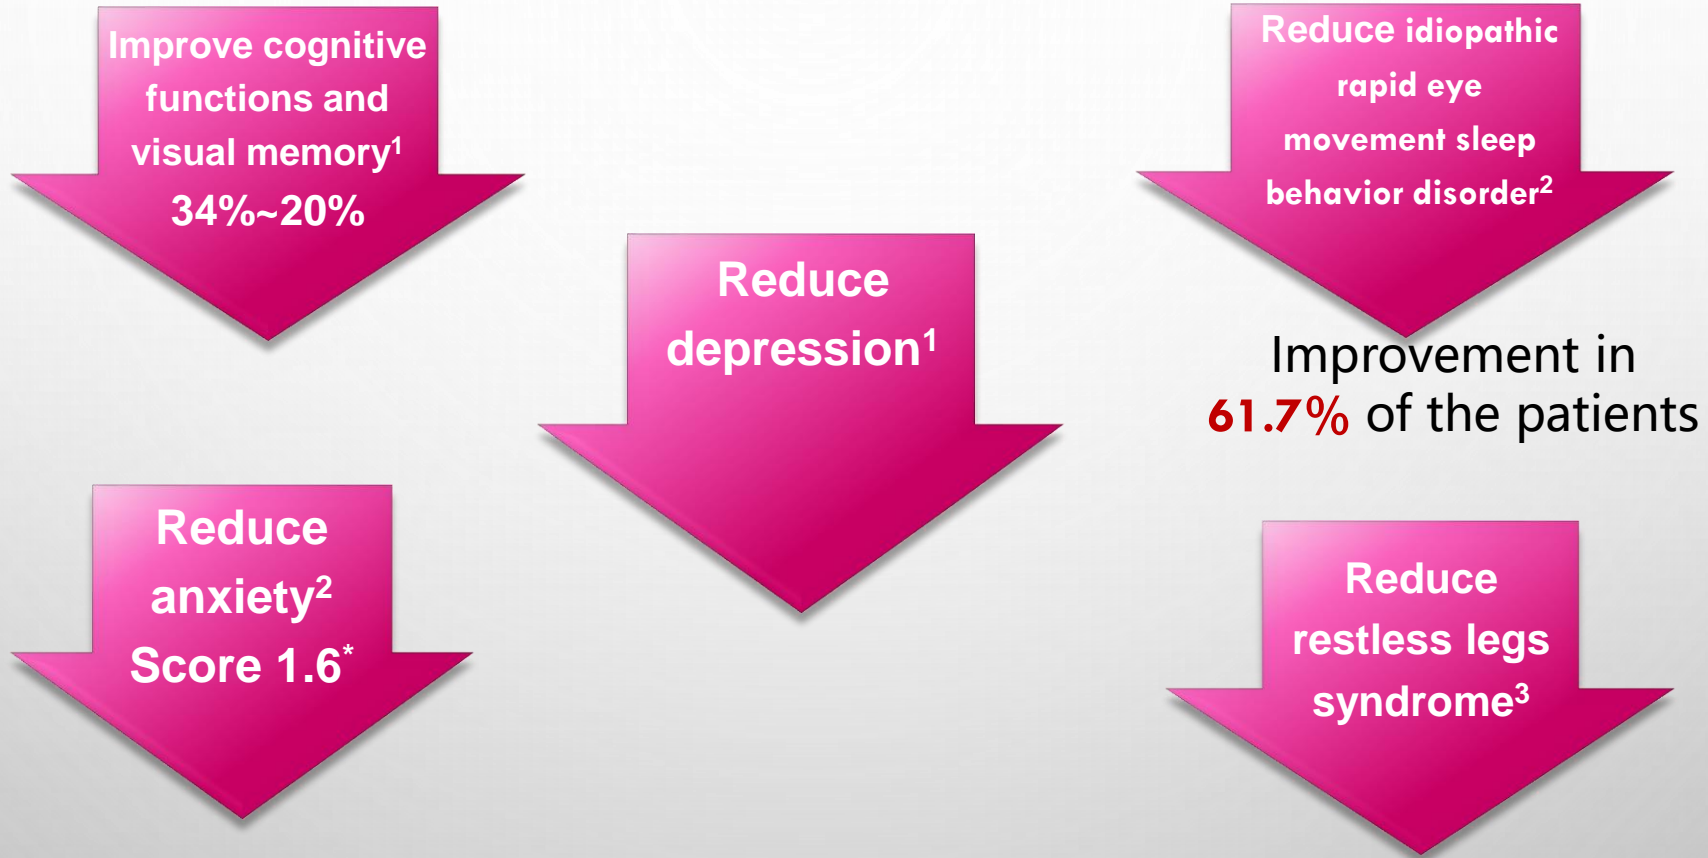 Improve cognitive
functions and
visual memory1
34%~20%
Reduce idiopathic
rapid eye
movement sleep
behavior disorder2
Improvement in
61.7% of the patients
Reduce
depression1
Reduce
anxiety2
Score 1.6*
Reduce
restless legs
syndrome3